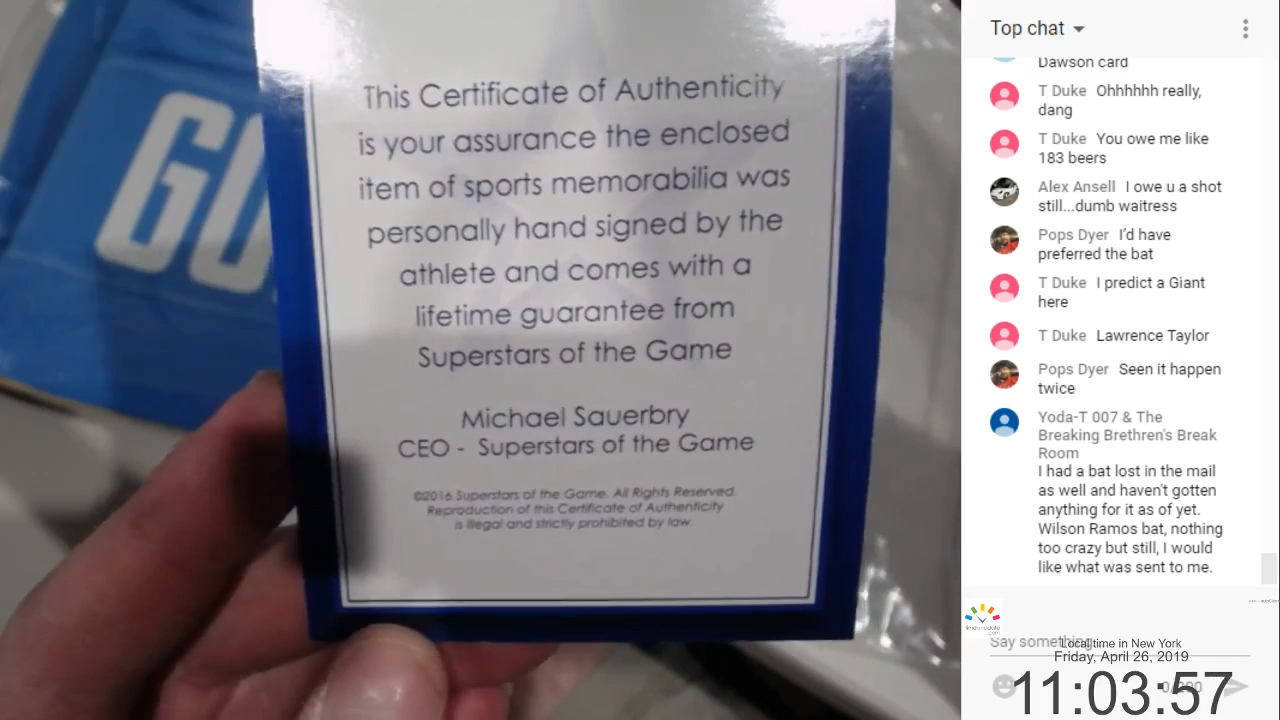 GO
This Certificate of Authenticity
is your assurance the enclosed
item of sports memorabilia was
personally hand signed by the
athlete and comes with a
lifetime guarantee from
Superstars of the Game
Michael Sauerbry
CEO - Superstars of the Game
©2016 Superstars of the Game. All Rights Reserved.
Reproduction of this Certificate of Authenticity
is illegal and strictly prohibited by law.
Top chat
Dawson card
T Duke Ohhhhhh really,
dang
T Duke You owe me like
183 beers
Alex Ansell I owe u a shot
still...dumb waitress
Pops Dyer I'd have
preferred the bat
T Duke I predict a Giant
here
T Duke Lawrence Taylor
Pops Dyer Seen it happen
twice
Yoda-T 007 & The
Breaking Brethren's Break
Room
I had a bat lost in the mail
as well and haven't gotten
anything for it as of yet.
Wilson Ramos bat, nothing
too crazy but still, I would
like what was sent to me.
timeanddate
.com
Say something...
Local time in New York
Friday, April 26, 2019
0/200
11:03:57